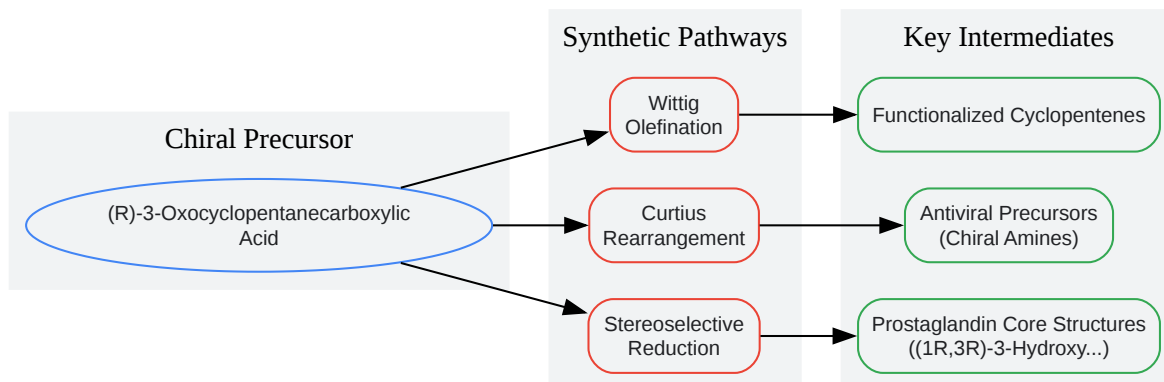 Chiral Precursor
(R)-3-Oxocyclopentanecarboxylic
Acid
Synthetic Pathways
Wittig
Olefination
Curtius
Rearrangement
Stereoselective
Reduction
Key Intermediates
Functionalized Cyclopentenes
Antiviral Precursors
(Chiral Amines)
Prostaglandin Core Structures
((1R,3R)-3-Hydroxy...)